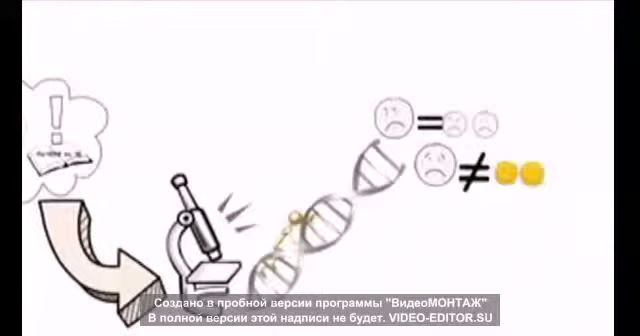 Создано в пробной версии программы "ВидеоМОНТАЖ"
В полной версии этой надписи не будет. VIDEO-EDITOR.SU